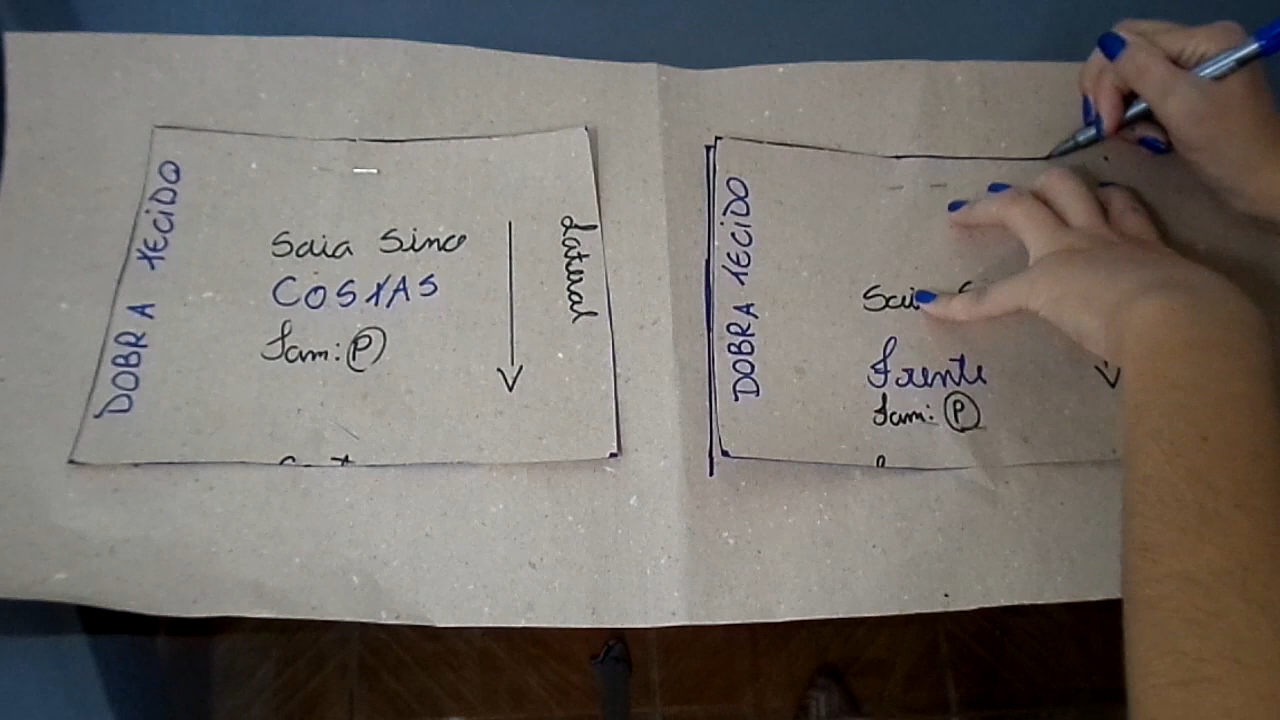 DOBRA TECIDO
Saia Sino
COSTAS
Tam: P
Lateral
DOBRA TECIDO
Frente
Tam: P